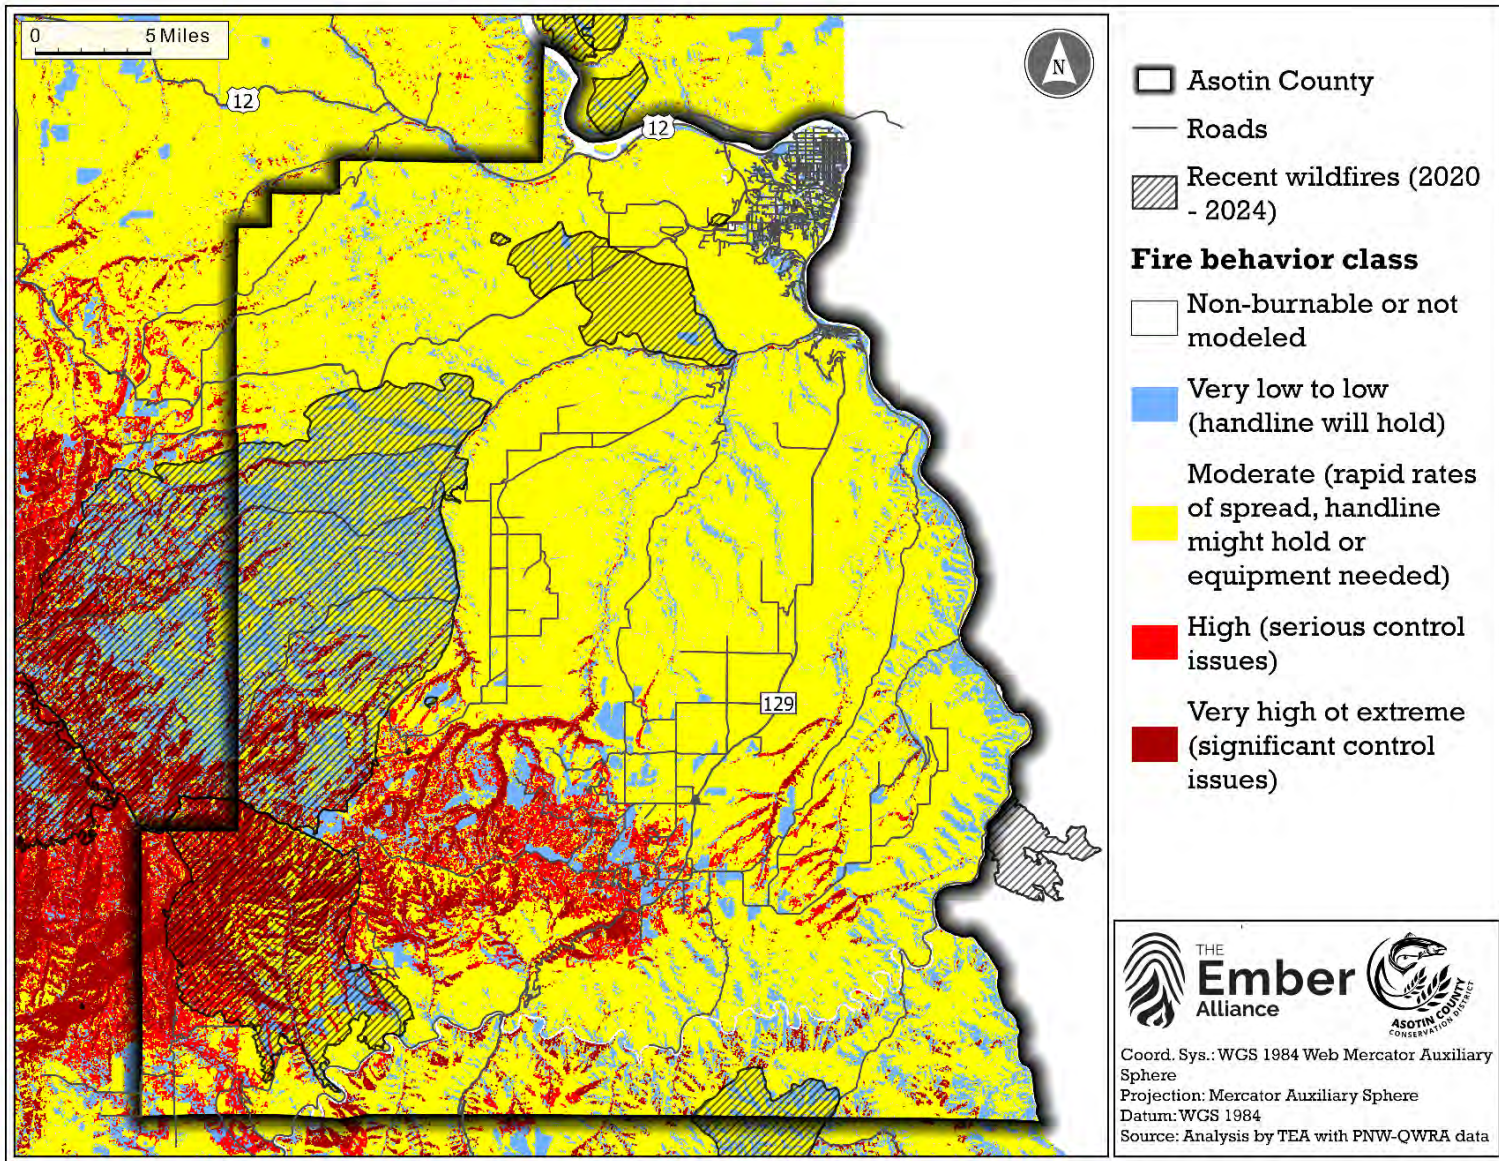 0 5 Miles
N
12
12
129
Asotin County
Roads
Recent wildfires (2020
- 2024)
Fire behavior class
Non-burnable or not
modeled
Very low to low
(handline will hold)
Moderate (rapid rates
of spread, handline
might hold or
equipment needed)
High (serious control
issues)
Very high ot extreme
(significant control
issues)
THE
Ember
Alliance
ASOTIN COUNTY
CONSERVATION DISTRICT
Coord. Sys.: WGS 1984 Web Mercator Auxiliary
Sphere
Projection: Mercator Auxiliary Sphere
Datum: WGS 1984
Source: Analysis by TEA with PNW-QWRA data